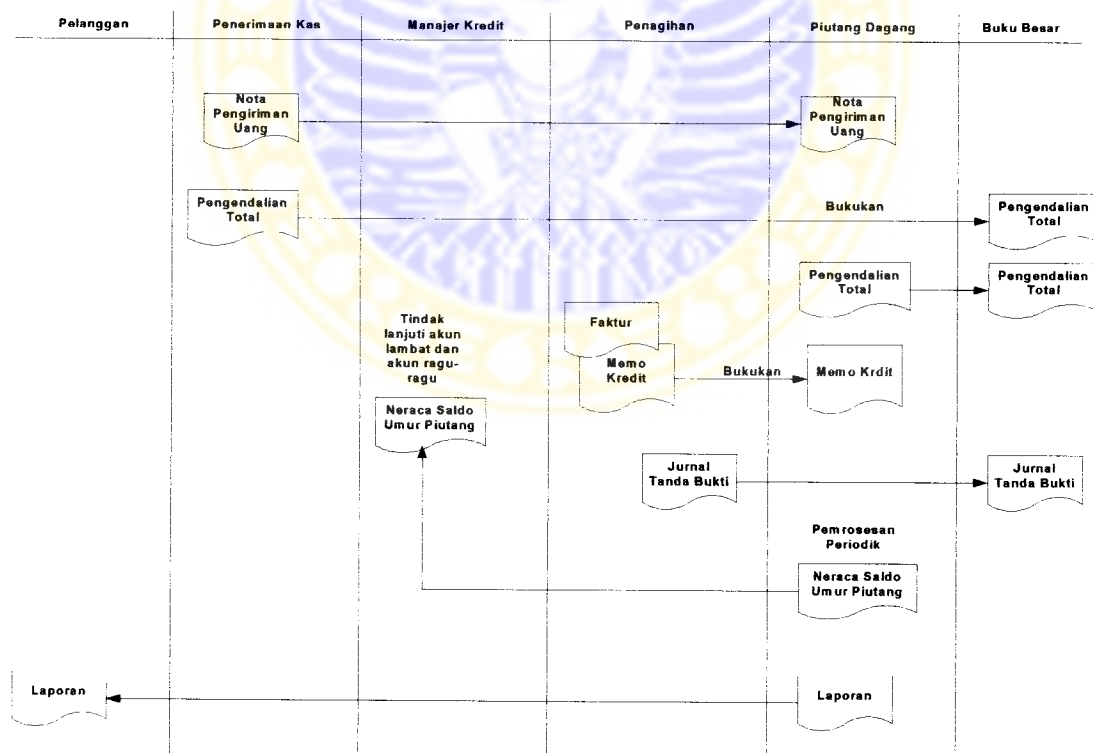 Pelanggan
Penerimaan Kas
Manajer Kredit
Penagihan
Piutang Dagang
Buku Besar
Nota
Pengiriman
Uang
Nota
Pengiriman
Uang
Pengendalian
Total
Bukukan
Pengendalian
Total
Pengendalian
Total
Pengendalian
Total
Tindak
lanjuti akun
lambat dan
akun ragu-
ragu
Faktur
Memo
Kredit
Bukukan
Memo Krdit
Neraca Saldo
Umur Piutang
Jurnal
Tanda Bukti
Jurnal
Tanda Bukti
Pemrosesan
Periodik
Neraca Saldo
Umur Piutang
Laporan
Laporan